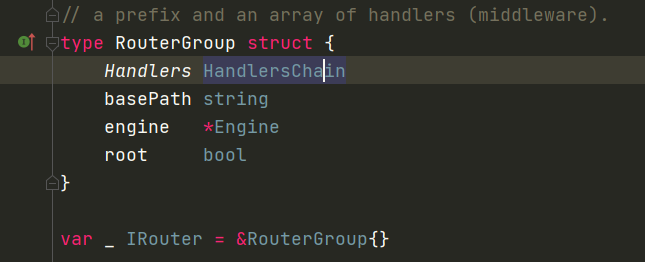 // a prefix and an array of handlers (middleware).
type RouterGroup struct {
    Handlers HandlersChain
    basePath string
    engine   *Engine
    root     bool
}
var _ IRouter = &RouterGroup{}